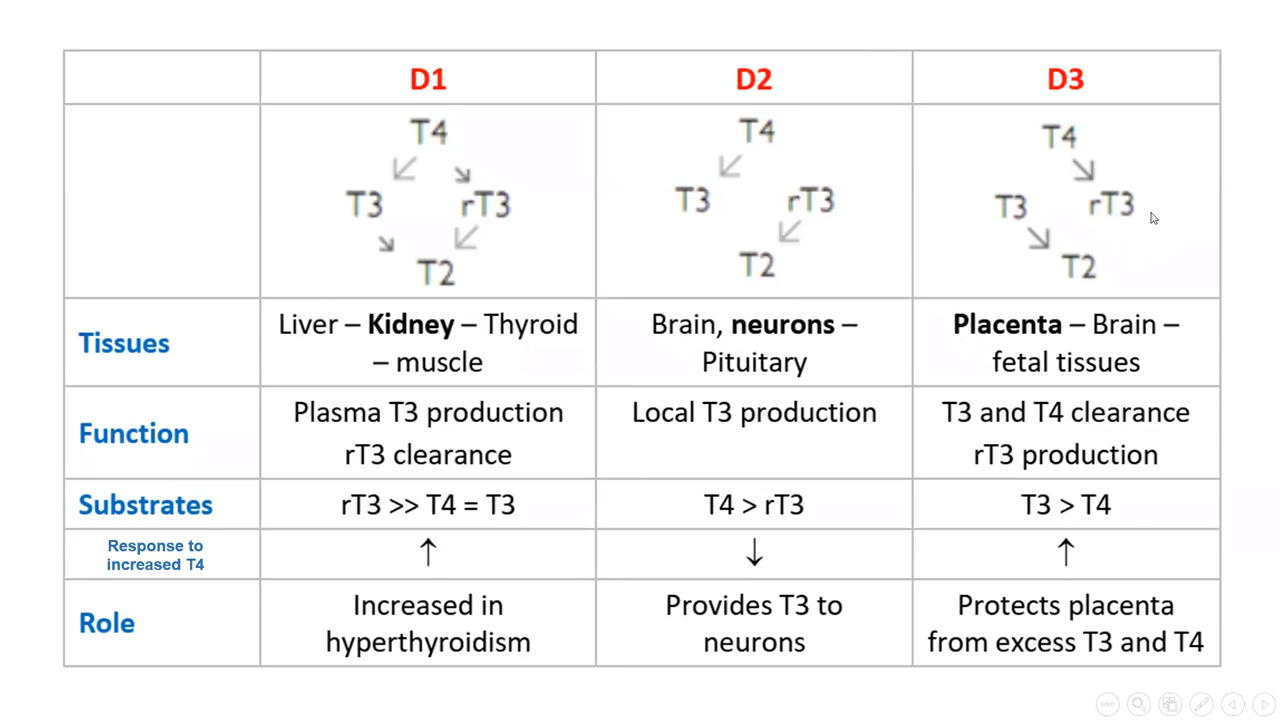 D1
D2
D3
T4
T3
rT3
T2
T4
T3
rT3
T2
T4
T3
rT3
T2
Tissues
Liver – Kidney – Thyroid
– muscle
Brain, neurons –
Pituitary
Placenta – Brain –
fetal tissues
Function
Plasma T3 production
rT3 clearance
Local T3 production
T3 and T4 clearance
rT3 production
Substrates
rT3 >> T4 = T3
T4 > rT3
T3 > T4
Response to
increased T4
↑
↓
↑
Role
Increased in
hyperthyroidism
Provides T3 to
neurons
Protects placenta
from excess T3 and T4